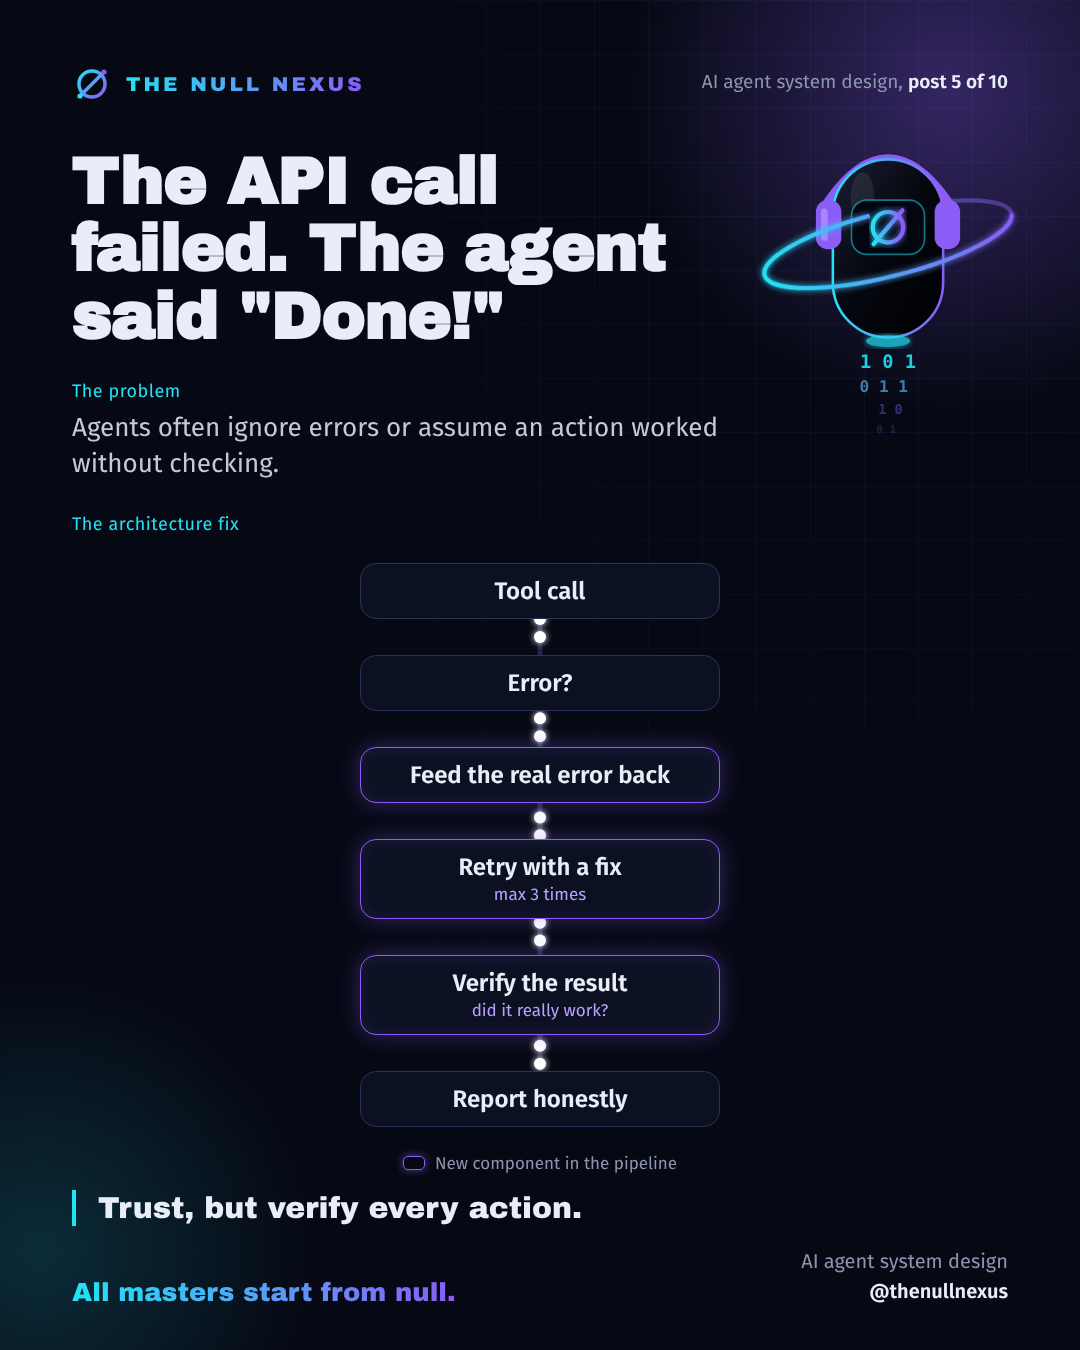 THE NULL NEXUS
AI agent system design, post 5 of 10
The API call
failed. The agent
said "Done!"
1 0 1
0 1 1
1 0
0 1
The problem
Agents often ignore errors or assume an action worked
without checking.
The architecture fix
Tool call
Error?
Feed the real error back
Retry with a fix
max 3 times
Verify the result
did it really work?
Report honestly
New component in the pipeline
Trust, but verify every action.
AI agent system design
All masters start from null.
@thenullnexus